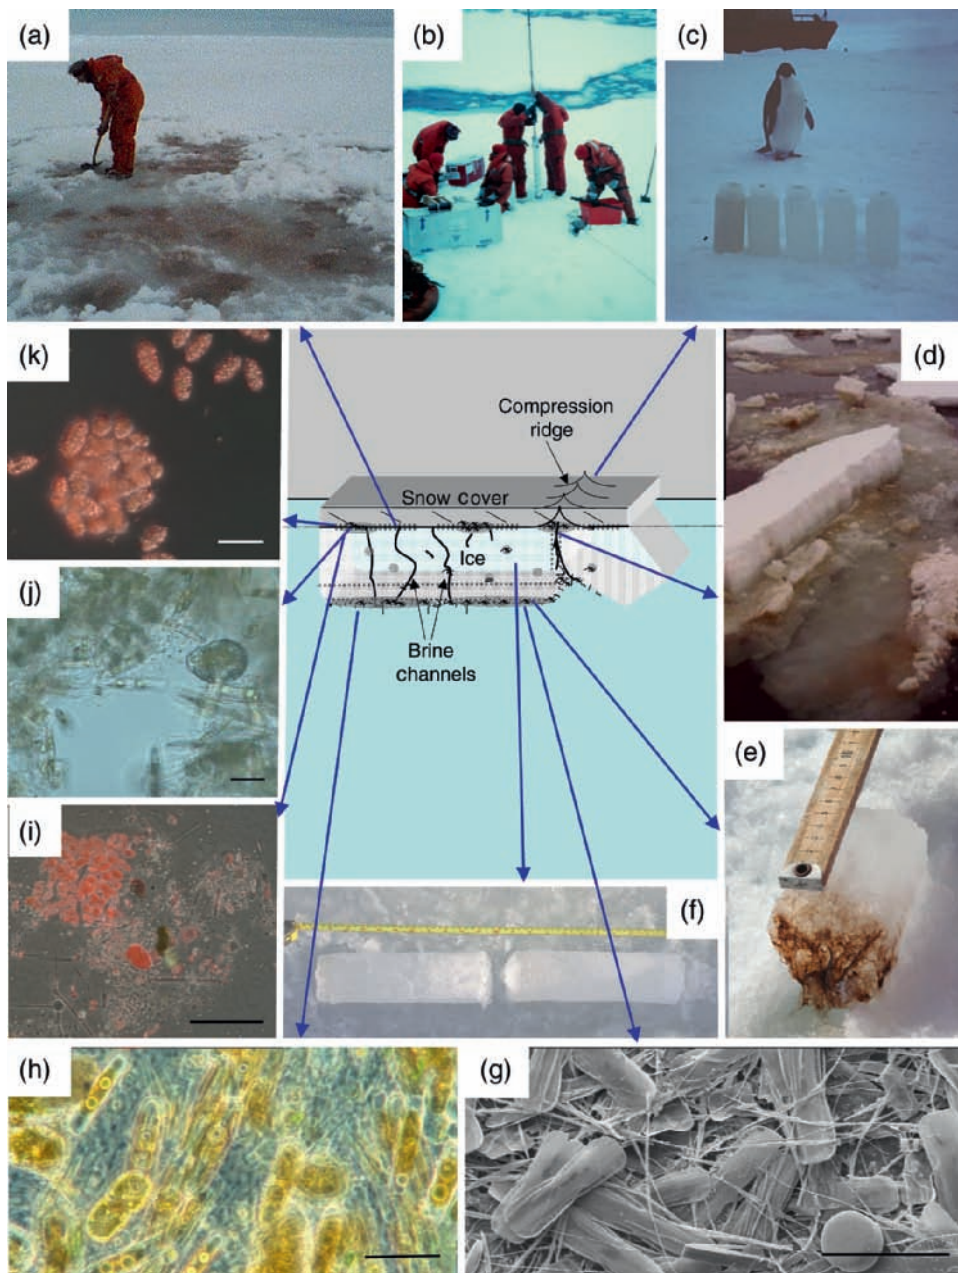 (a)
(b)
(c)
(k)
(d)
Compression
ridge
Snow cover
Ice
(j)
Brine
channels
(e)
(i)
(f)
(h)
(g)